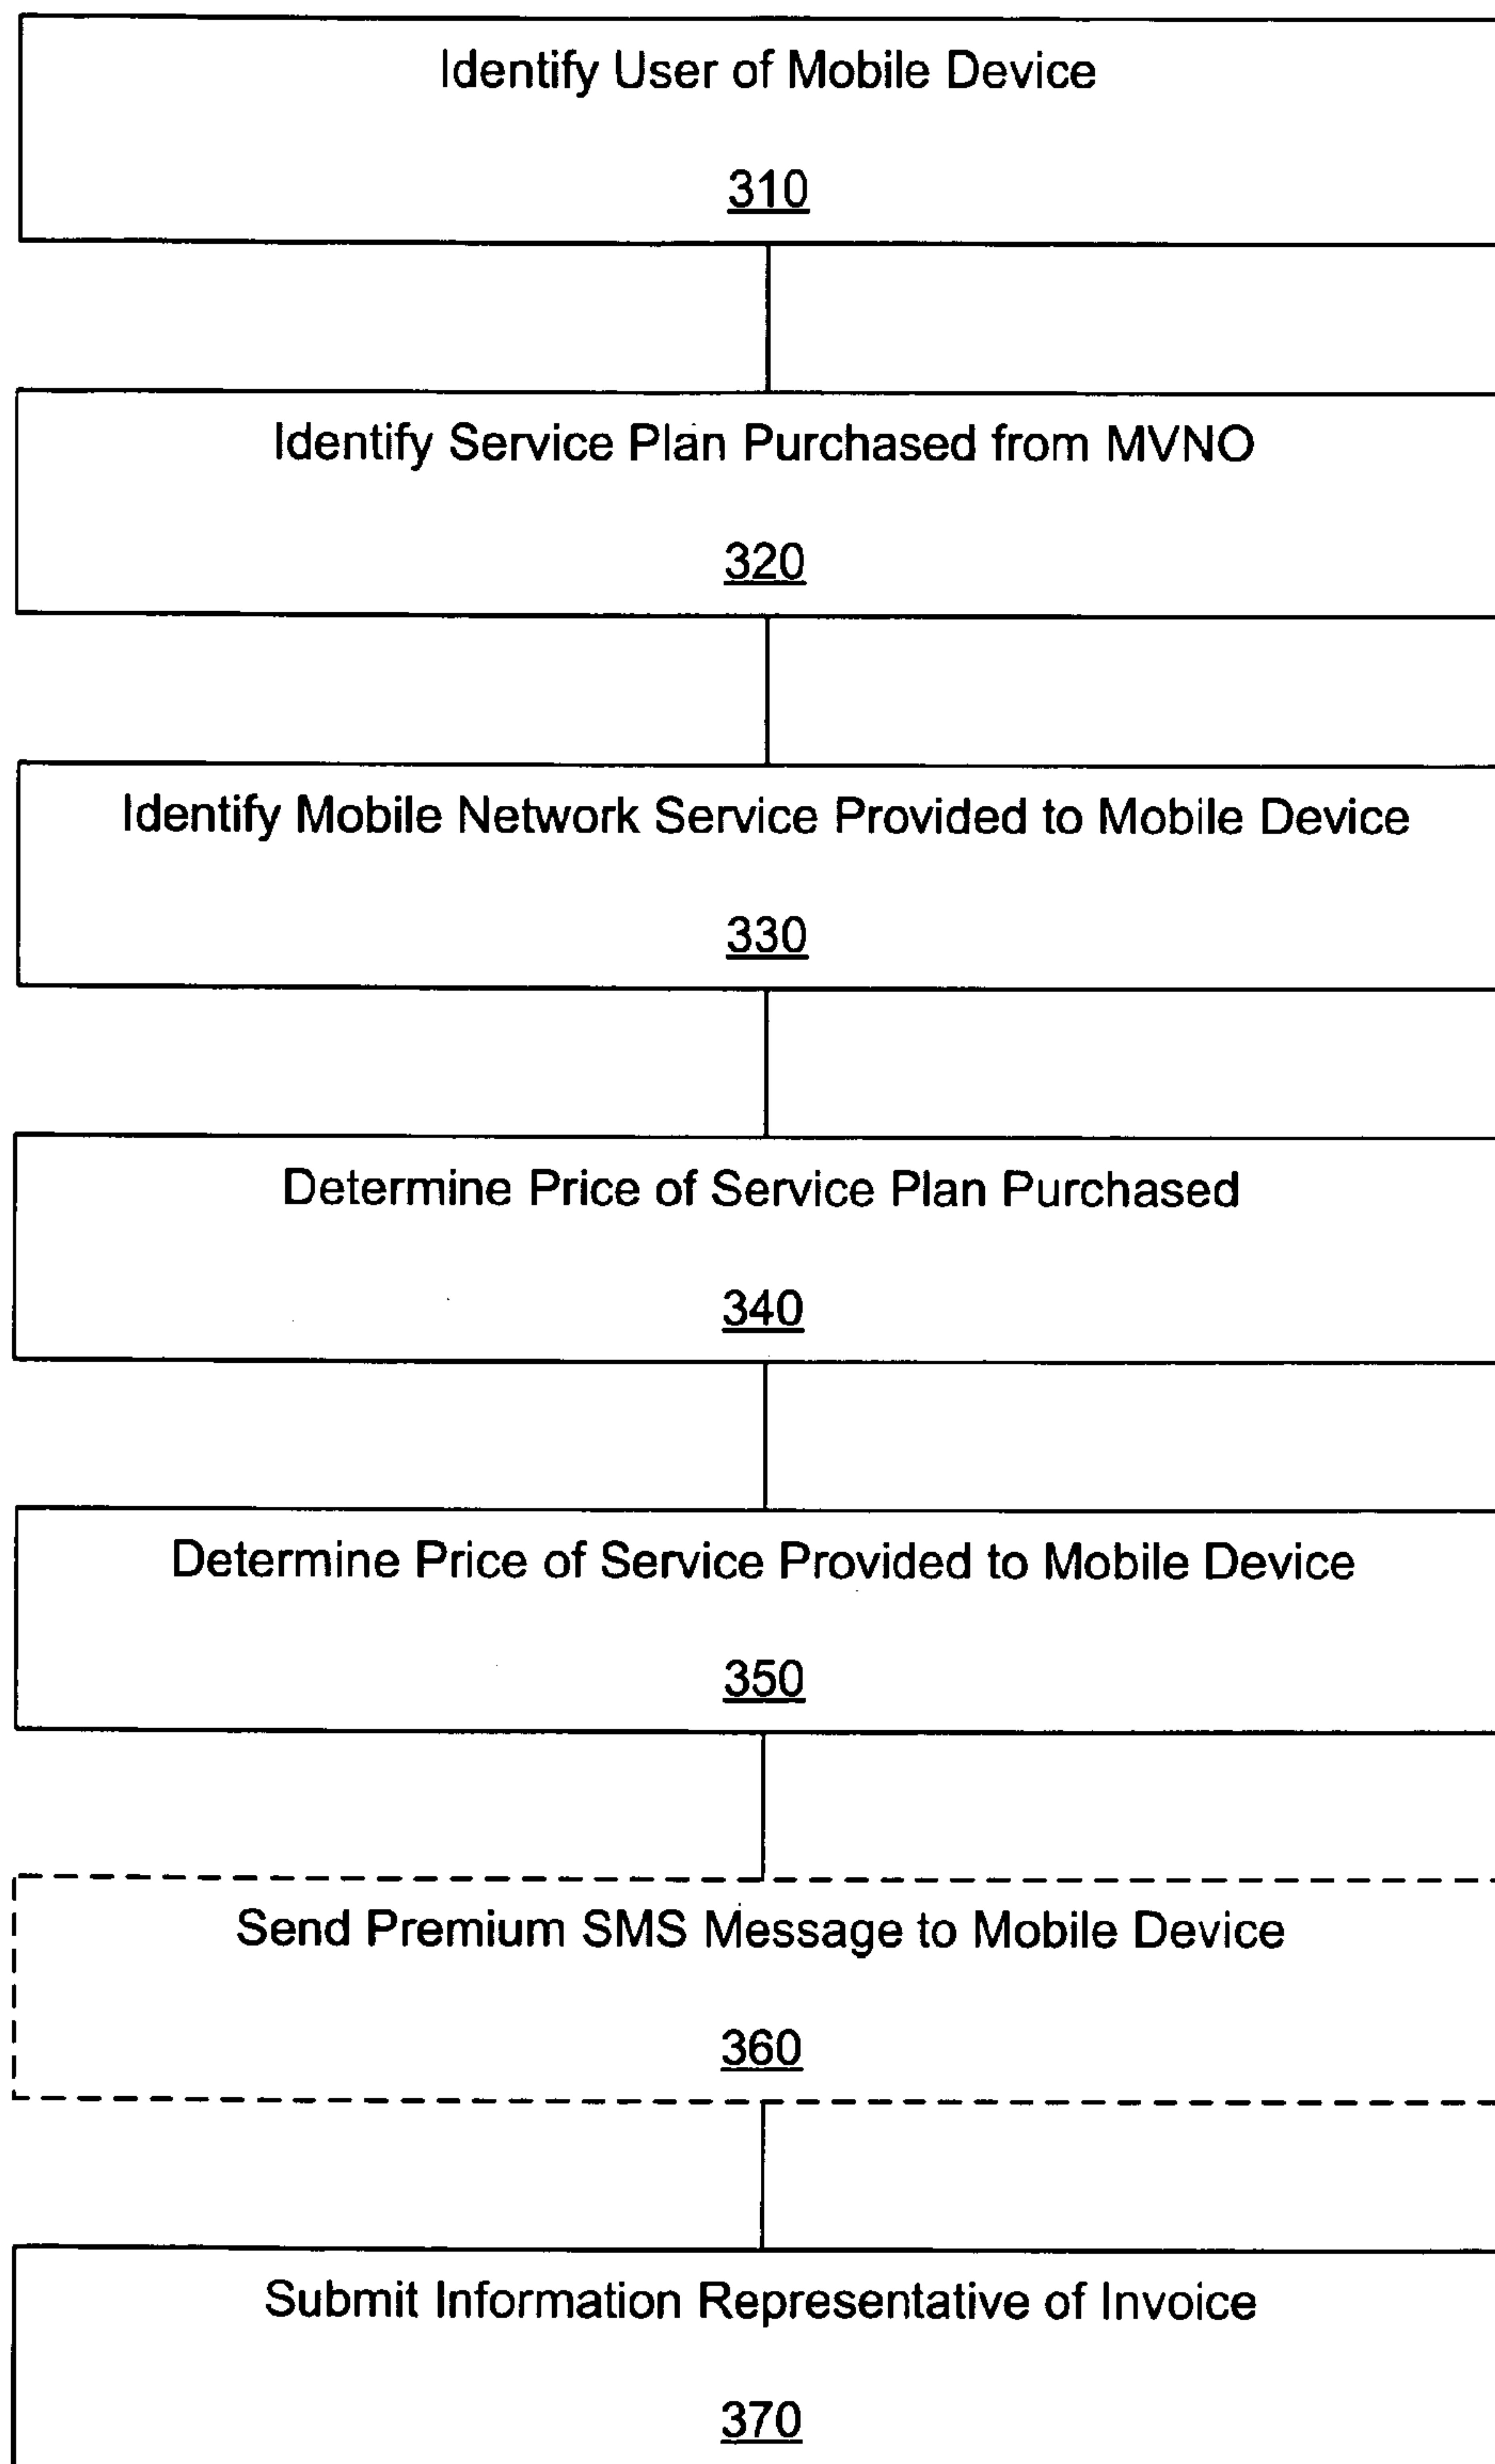 Identify User of Mobile Device
310
Identify Service Plan Purchased from MVNO
320
Identify Mobile Network Service Provided to Mobile Device
330
Determine Price of Service Plan Purchased
340
Determine Price of Service Provided to Mobile Device
350
Send Premium SMS Message to Mobile Device
360
Submit Information Representative of Invoice
370